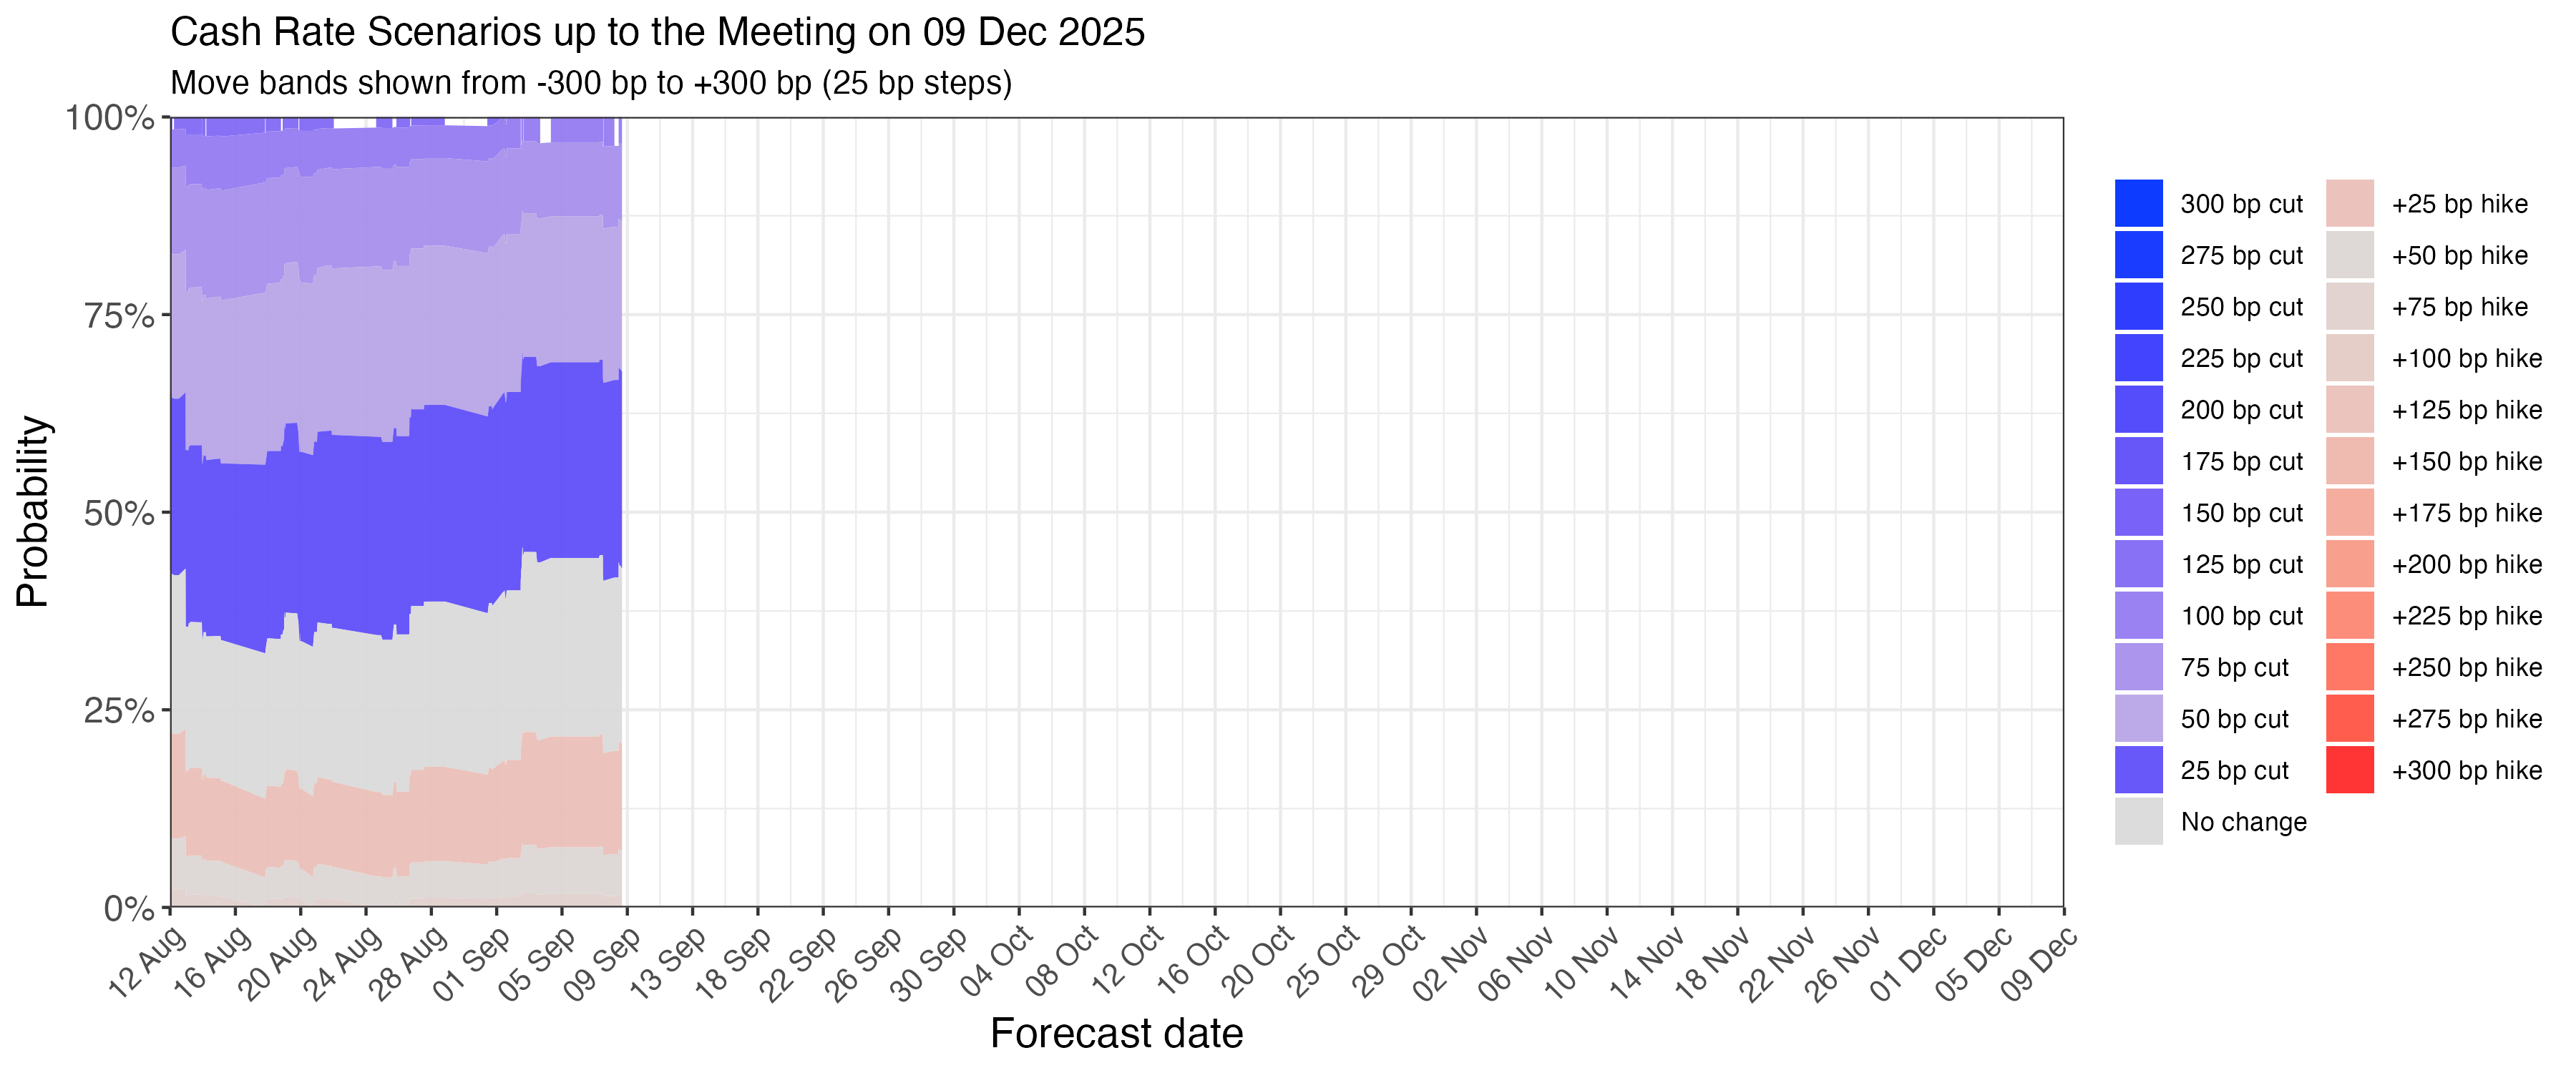 Cash Rate Scenarios up to the Meeting on 09 Dec 2025
Move bands shown from -300 bp to +300 bp (25 bp steps)
Probability
100%
75%
50%
25%
0%
12 Aug
16 Aug
20 Aug
24 Aug
28 Aug
01 Sep
05 Sep
09 Sep
13 Sep
18 Sep
22 Sep
26 Sep
30 Sep
04 Oct
08 Oct
12 Oct
16 Oct
20 Oct
25 Oct
29 Oct
02 Nov
06 Nov
10 Nov
14 Nov
18 Nov
22 Nov
26 Nov
01 Dec
05 Dec
09 Dec
Forecast date
300 bp cut
275 bp cut
250 bp cut
225 bp cut
200 bp cut
175 bp cut
150 bp cut
125 bp cut
100 bp cut
75 bp cut
50 bp cut
25 bp cut
No change
+25 bp hike
+50 bp hike
+75 bp hike
+100 bp hike
+125 bp hike
+150 bp hike
+175 bp hike
+200 bp hike
+225 bp hike
+250 bp hike
+275 bp hike
+300 bp hike